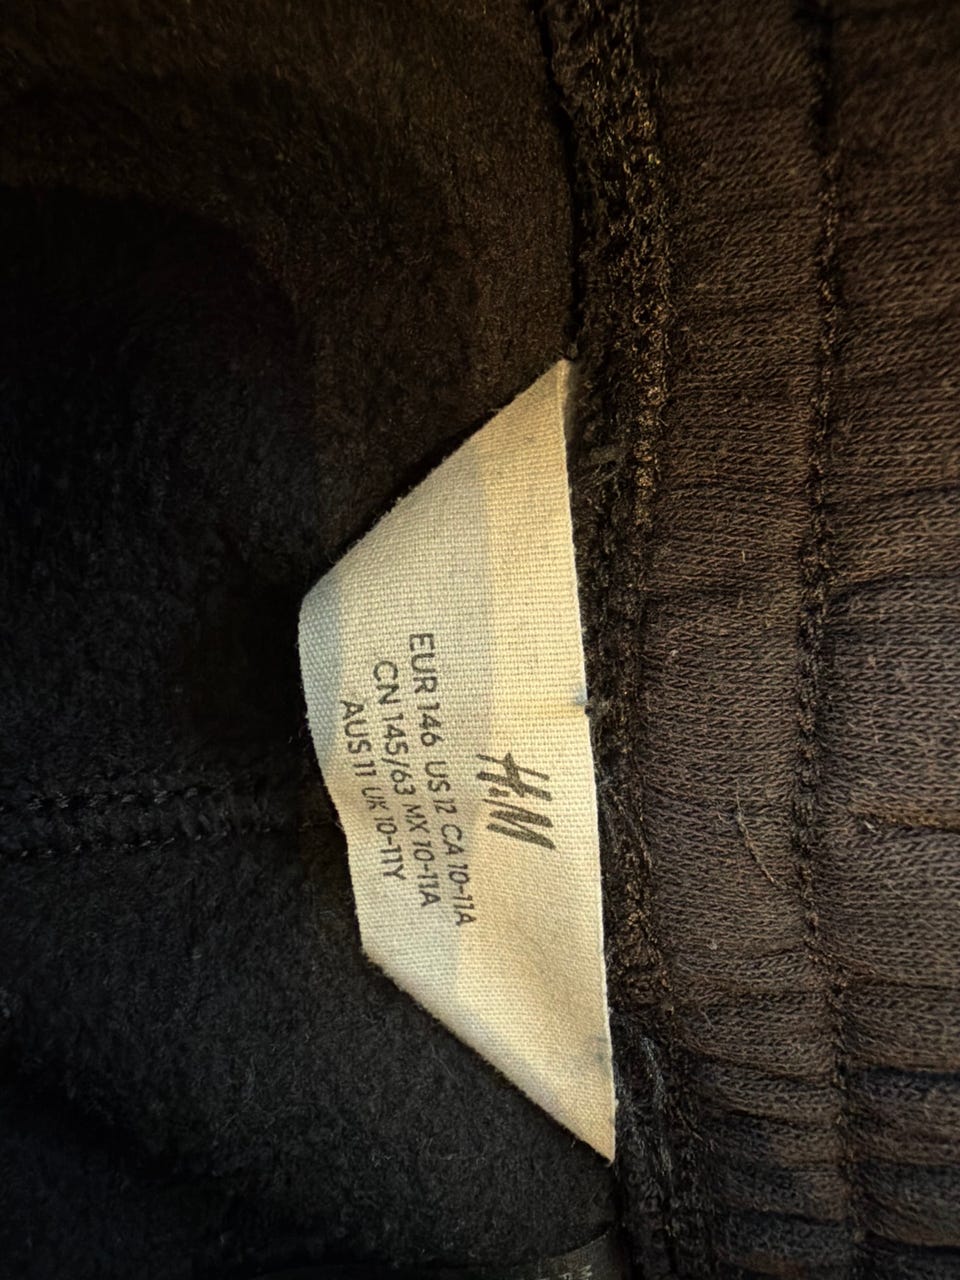 H&M
EUR 146 US 12 CA 10-11A
CN 145/63 MX 10-11A
AUS 11 UK 10-11Y